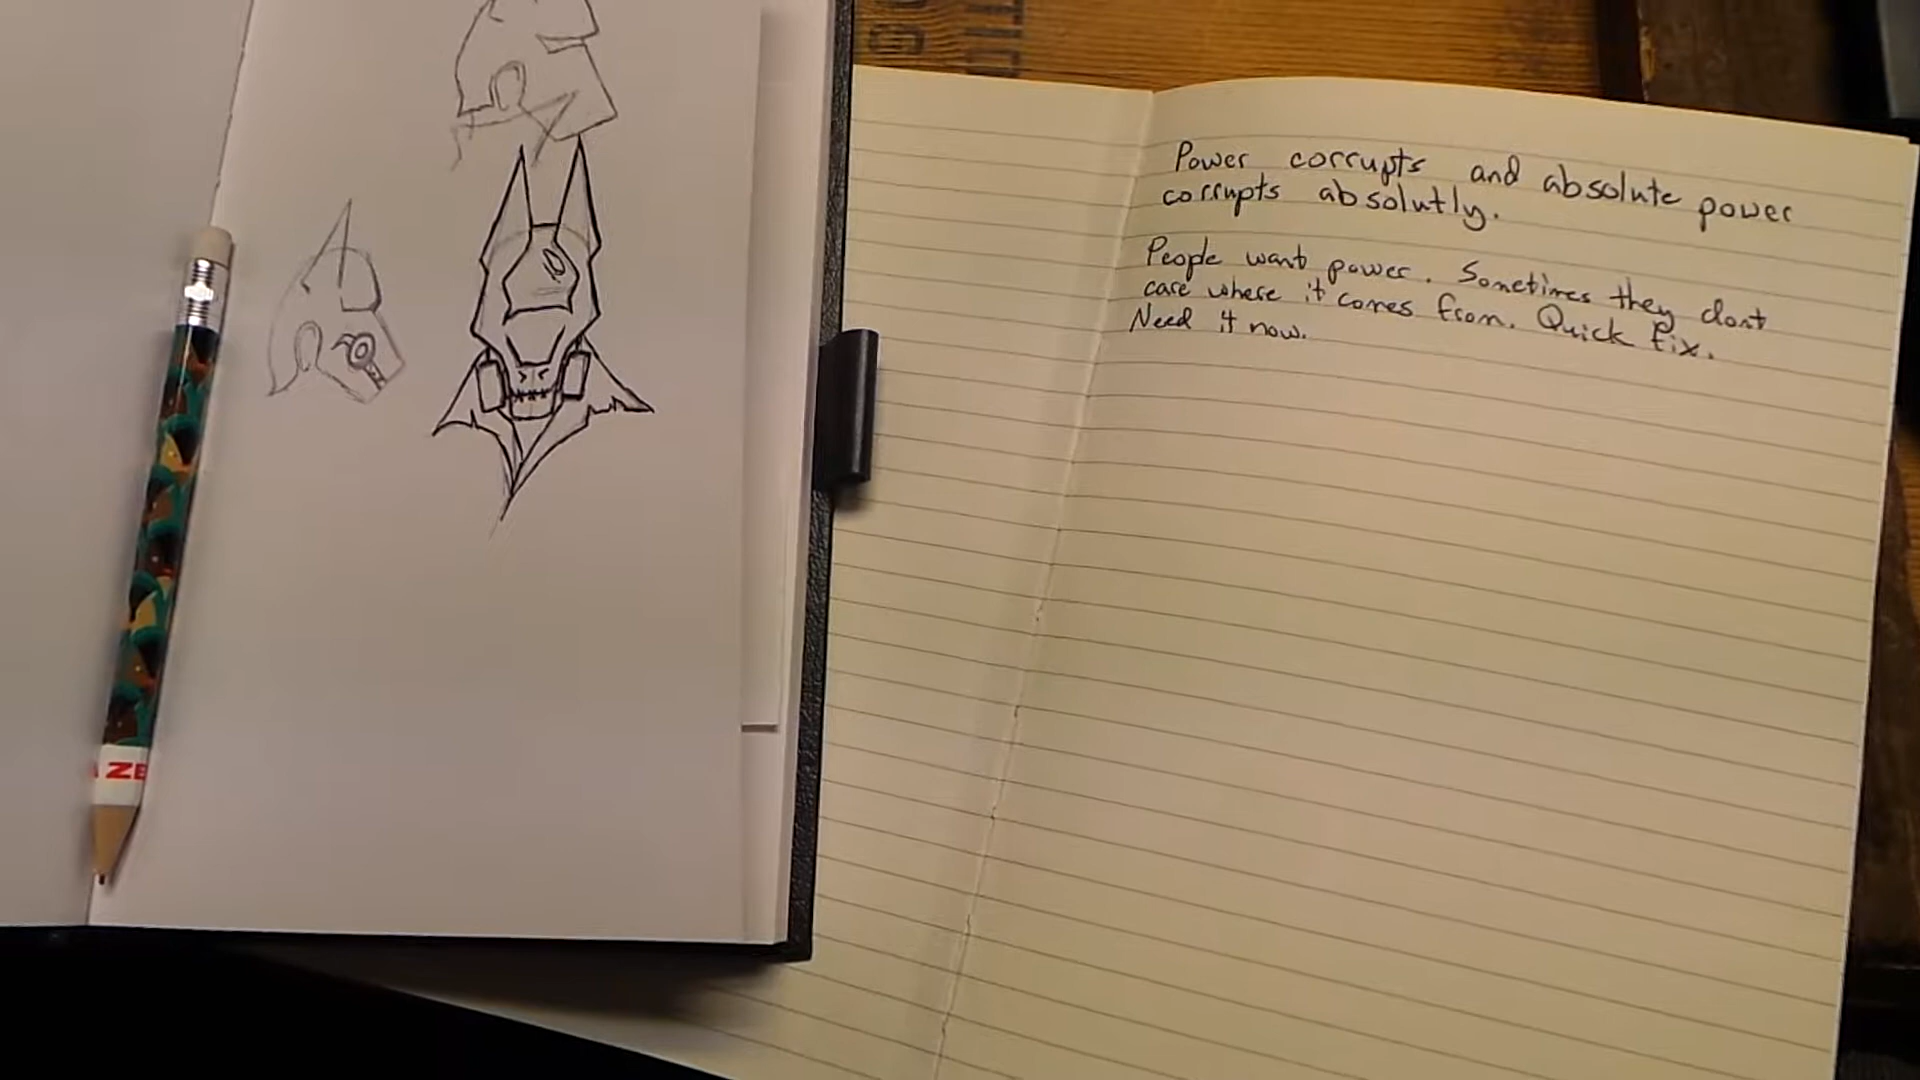 Power corrupts and absolute power
corrupts absolutly.
People want power. Sometimes they dont
care where it comes from. Quick fix.
Need it now.
ZE